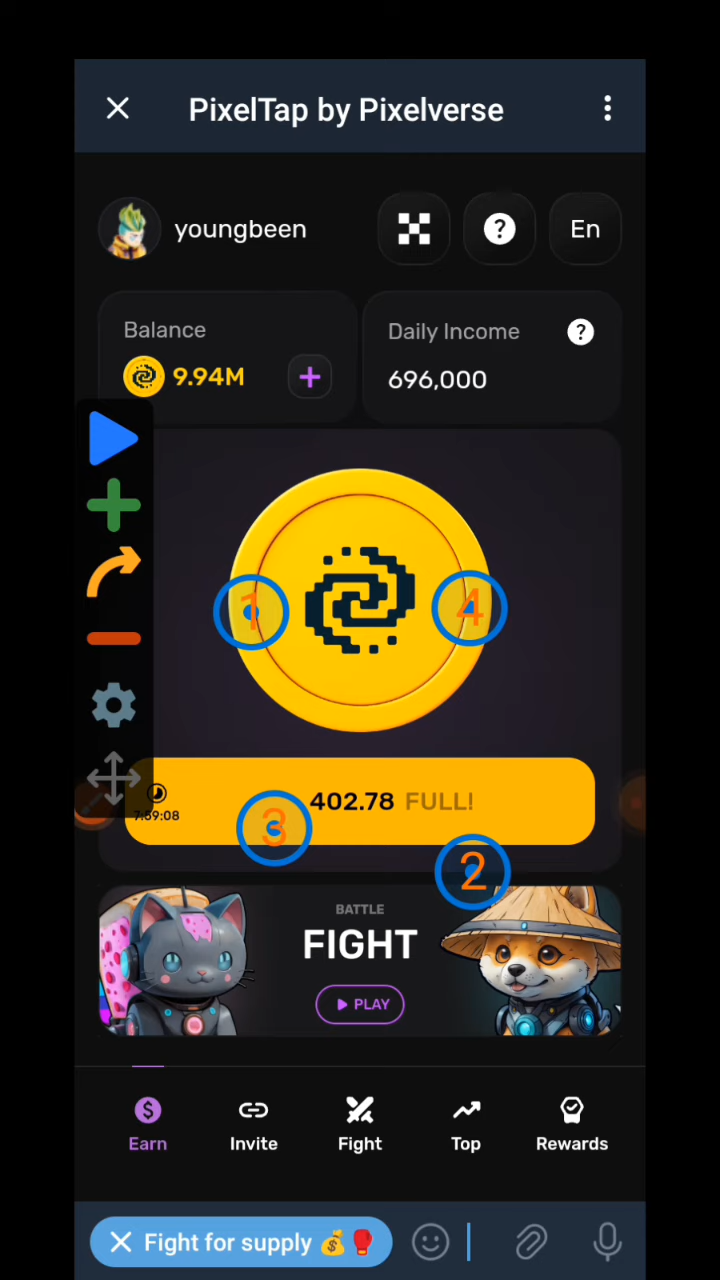 PixelTap by Pixelverse
youngbeen
En
Balance
Daily Income
9.94M
696,000
1
4
402.78 FULL!
7:59:08
3
2
BATTLE
FIGHT
PLAY
Earn
Invite
Fight
Top
Rewards
Fight for supply 💰🥊